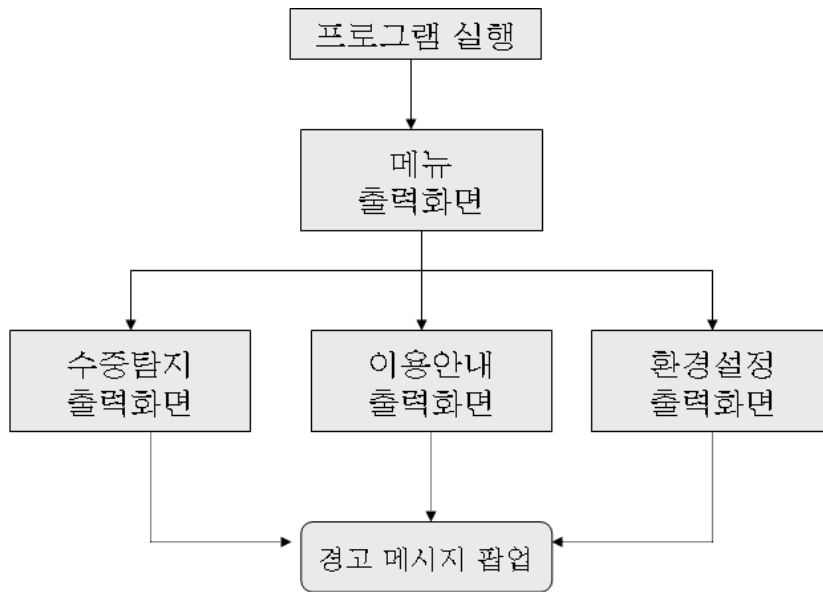 프로그램 실행
메뉴
출력화면
수중탐지
출력화면
이용안내
출력화면
환경설정
출력화면
경고 메시지 팝업